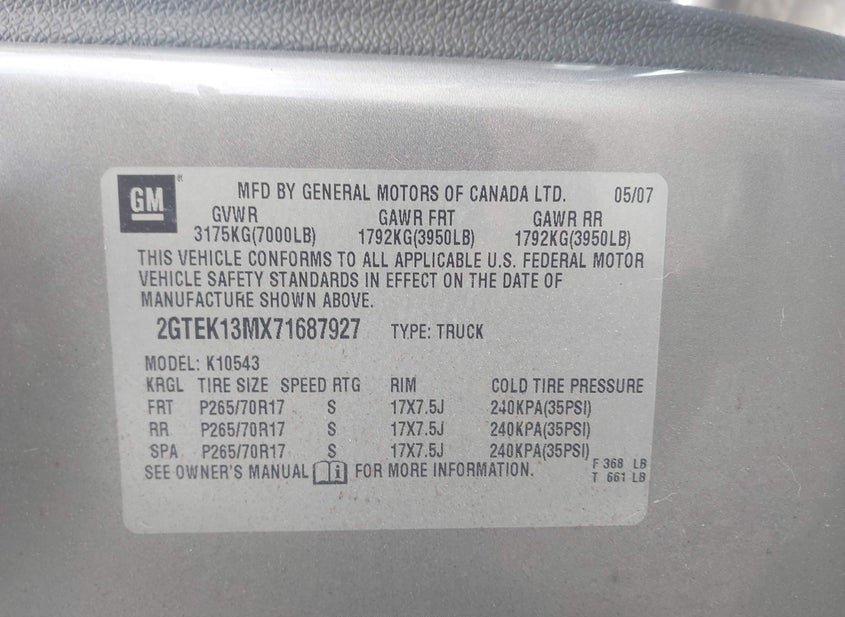 GM ®
MFD BY GENERAL MOTORS OF CANADA LTD. 05/07
GVWR GAWR FRT GAWR RR
3175KG(7000LB) 1792KG(3950LB) 1792KG(3950LB)
THIS VEHICLE CONFORMS TO ALL APPLICABLE U.S. FEDERAL MOTOR
VEHICLE SAFETY STANDARDS IN EFFECT ON THE DATE OF
MANUFACTURE SHOWN ABOVE.
2GTEK13MX71687927 TYPE: TRUCK
MODEL: K10543
KRGL TIRE SIZE SPEED RTG RIM COLD TIRE PRESSURE
FRT P265/70R17 S 17X7.5J 240KPA(35PSI)
RR P265/70R17 S 17X7.5J 240KPA(35PSI)
SPA P265/70R17 S 17X7.5J 240KPA(35PSI)
SEE OWNER'S MANUAL FOR MORE INFORMATION.
F 368 LB
T 661 LB